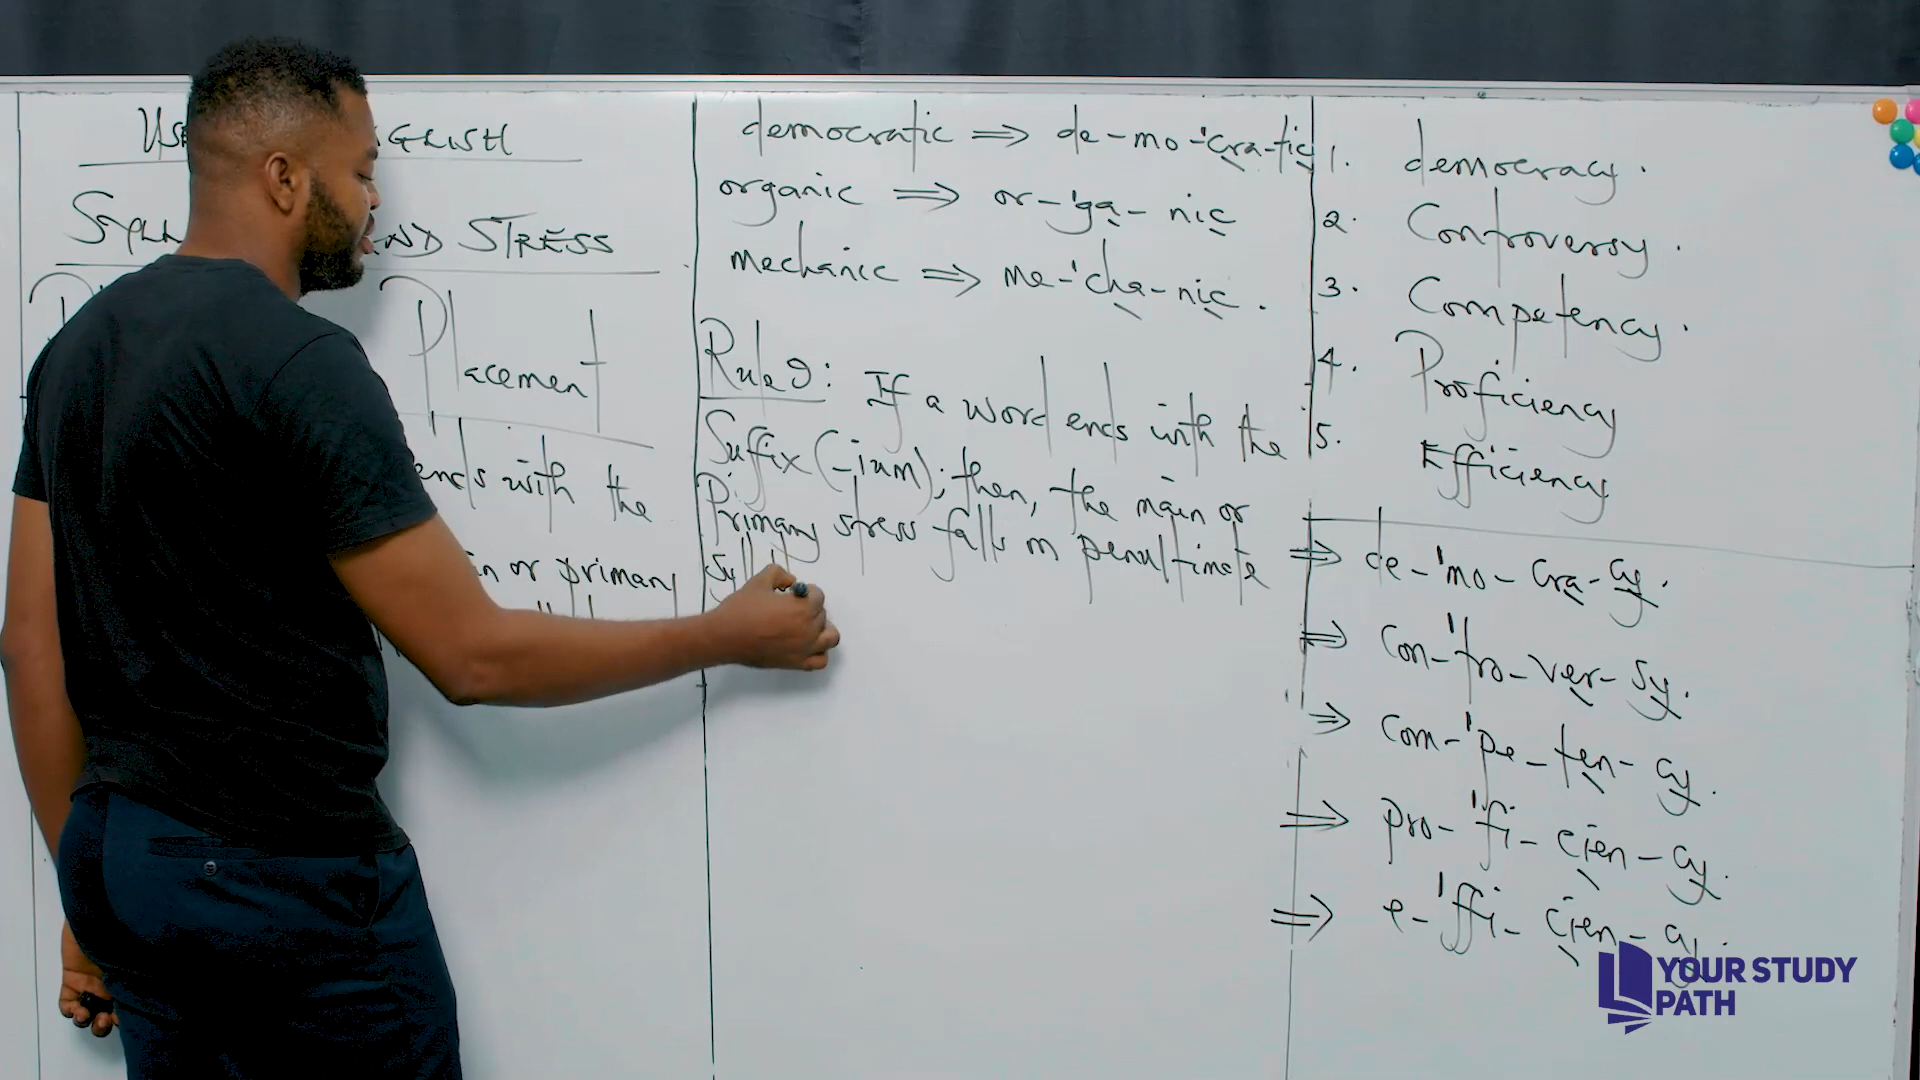 GLISH
AND STRESS
Placement
ends with the
in or primary
democratic ⇒ de-mo-'cra-tic
organic ⇒ or-'ga-nic
mechanic ⇒ me-'cha-nic.
Rule 9: If a word ends with the
Suffix (-ium); then, the main or
Primary stress falls on penultimate
Syll
1. democracy.
2. Controversy.
3. Competency.
4. Proficiency
5. Efficiency
⇒ de-'mo-cra-cy.
⇒ Con-'tro-ver-sy.
⇒ com-'pe-ten-cy.
⇒ pro-'fi-cien-cy.
⇒ e-'ffi-cien-cy.
YOUR STUDY
PATH